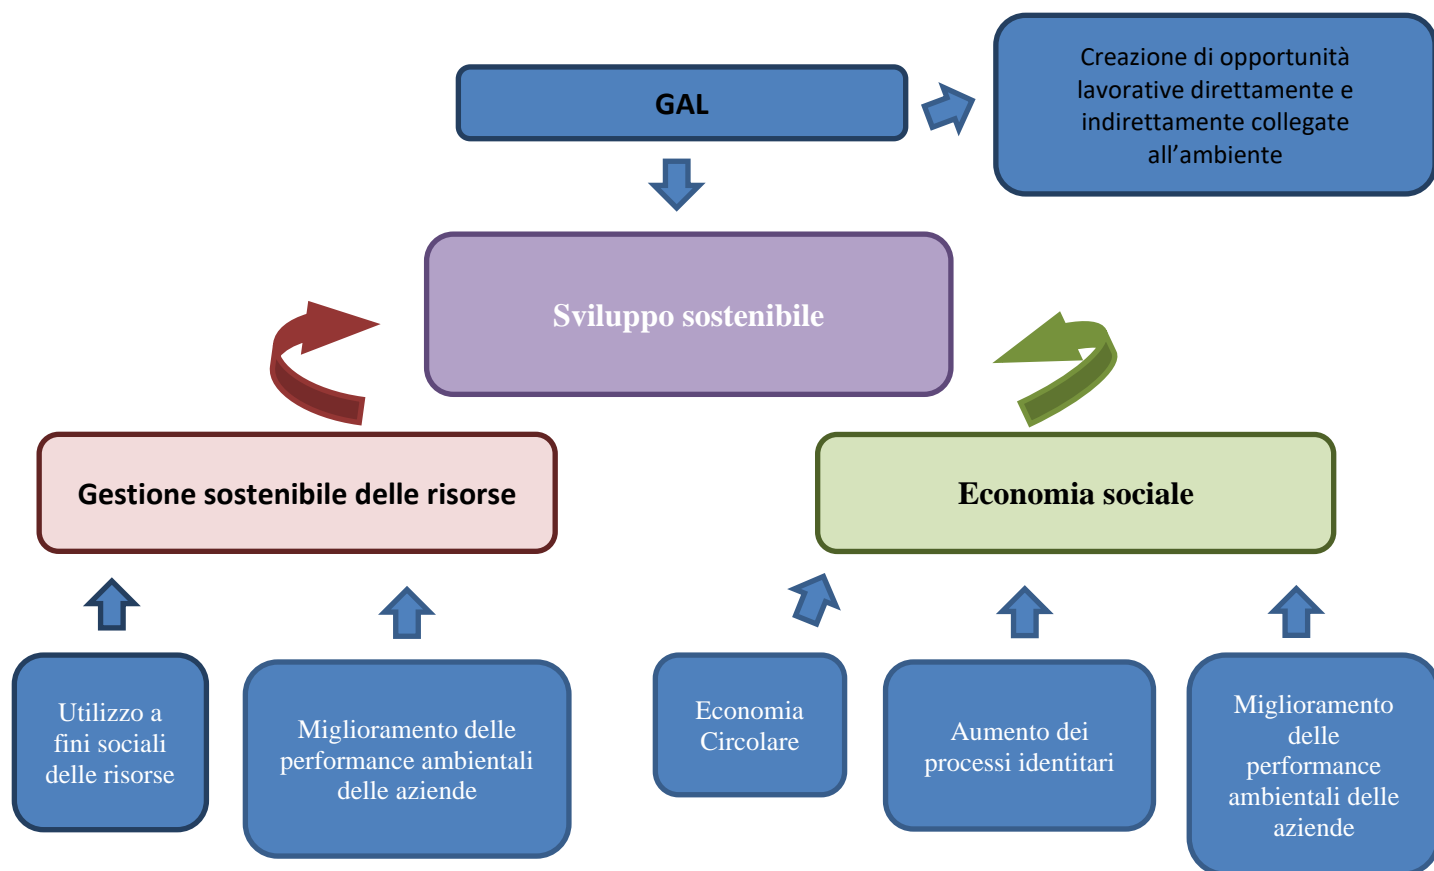 GAL
Creazione di opportunità
lavorative direttamente e
indirettamente collegate
all’ambiente
Sviluppo sostenibile
Gestione sostenibile delle risorse
Economia sociale
Utilizzo a
fini sociali
delle risorse
Miglioramento delle
performance ambientali
delle aziende
Economia
Circolare
Aumento dei
processi identitari
Miglioramento
delle
performance
ambientali delle
aziende